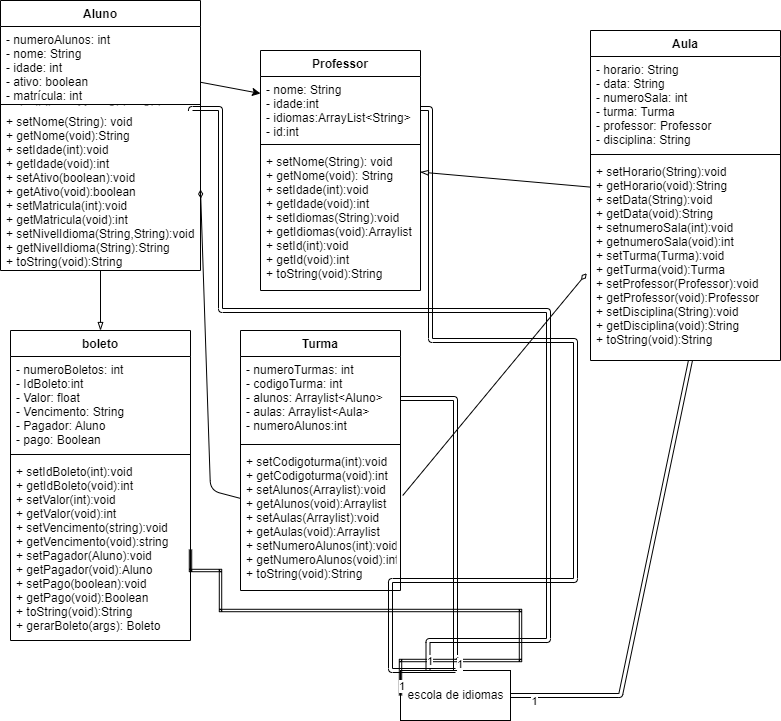 Aluno
- numeroAlunos: int
- nome: String
- idade: int
- ativo: boolean
- matrícula: int
+ setNome(String): void
+ getNome(void):String
+ setIdade(int):void
+ getIdade(void):int
+ setAtivo(boolean):void
+ getAtivo(void):boolean
+ setMatricula(int):void
+ getMatricula(void):int
+ setNivelIdioma(String,String):void
+ getNivelIdioma(String):String
+ toString(void):String
Professor
- nome: String
- idade:int
- idiomas:ArrayList<String>
- id:int
+ setNome(String): void
+ getNome(void): String
+ setIdade(int):void
+ getIdade(void):int
+ setIdiomas(String):void
+ getIdiomas(void):Arraylist
+ setId(int):void
+ getId(void):int
+ toString(void):String
Aula
- horario: String
- data: String
- numeroSala: int
- turma: Turma
- professor: Professor
- disciplina: String
+ setHorario(String):void
+ getHorario(void):String
+ setData(String):void
+ getData(void):String
+ setnumeroSala(int):void
+ getnumeroSala(void):int
+ setTurma(Turma):void
+ getTurma(void):Turma
+ setProfessor(Professor):void
+ getProfessor(void):Professor
+ setDisciplina(String):void
+ getDisciplina(void):String
+ toString(void):String
boleto
- numeroBoletos: int
- IdBoleto:int
- Valor: float
- Vencimento: String
- Pagador: Aluno
- pago: Boolean
+ setIdBoleto(int):void
+ getIdBoleto(void):int
+ setValor(int):void
+ getValor(void):int
+ setVencimento(string):void
+ getVencimento(void):string
+ setPagador(Aluno):void
+ getPagador(void):Aluno
+ setPago(boolean):void
+ getPago(void):Boolean
+ toString(void):String
+ gerarBoleto(args): Boleto
Turma
- numeroTurmas: int
- codigoTurma: int
- alunos: Arraylist<Aluno>
- aulas: Arraylist<Aula>
- numeroAlunos:int
+ setCodigoturma(int):void
+ getCodigoturma(void):int
+ setAlunos(Arraylist):void
+ getAlunos(void):Arraylist
+ setAulas(Arraylist):void
+ getAulas(void):Arraylist
+ setNumeroAlunos(int):void
+ getNumeroAlunos(void):int
+ toString(void):String
1
1
1
escola de idiomas
1